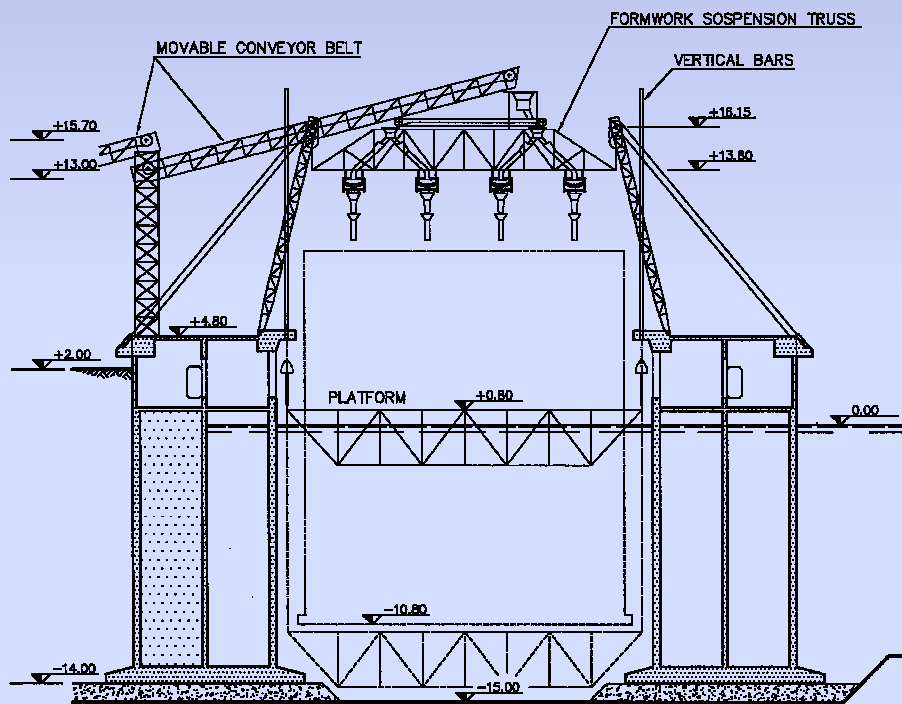 FORMWORK SOSPENSION TRUSS
MOVABLE CONVEYOR BELT
VERTICAL BARS
+15.70
+16.15
+13.00
+13.80
+4.80
+2.00
PLATFORM
+0.80
0.00
-10.80
-14.00
-15.00